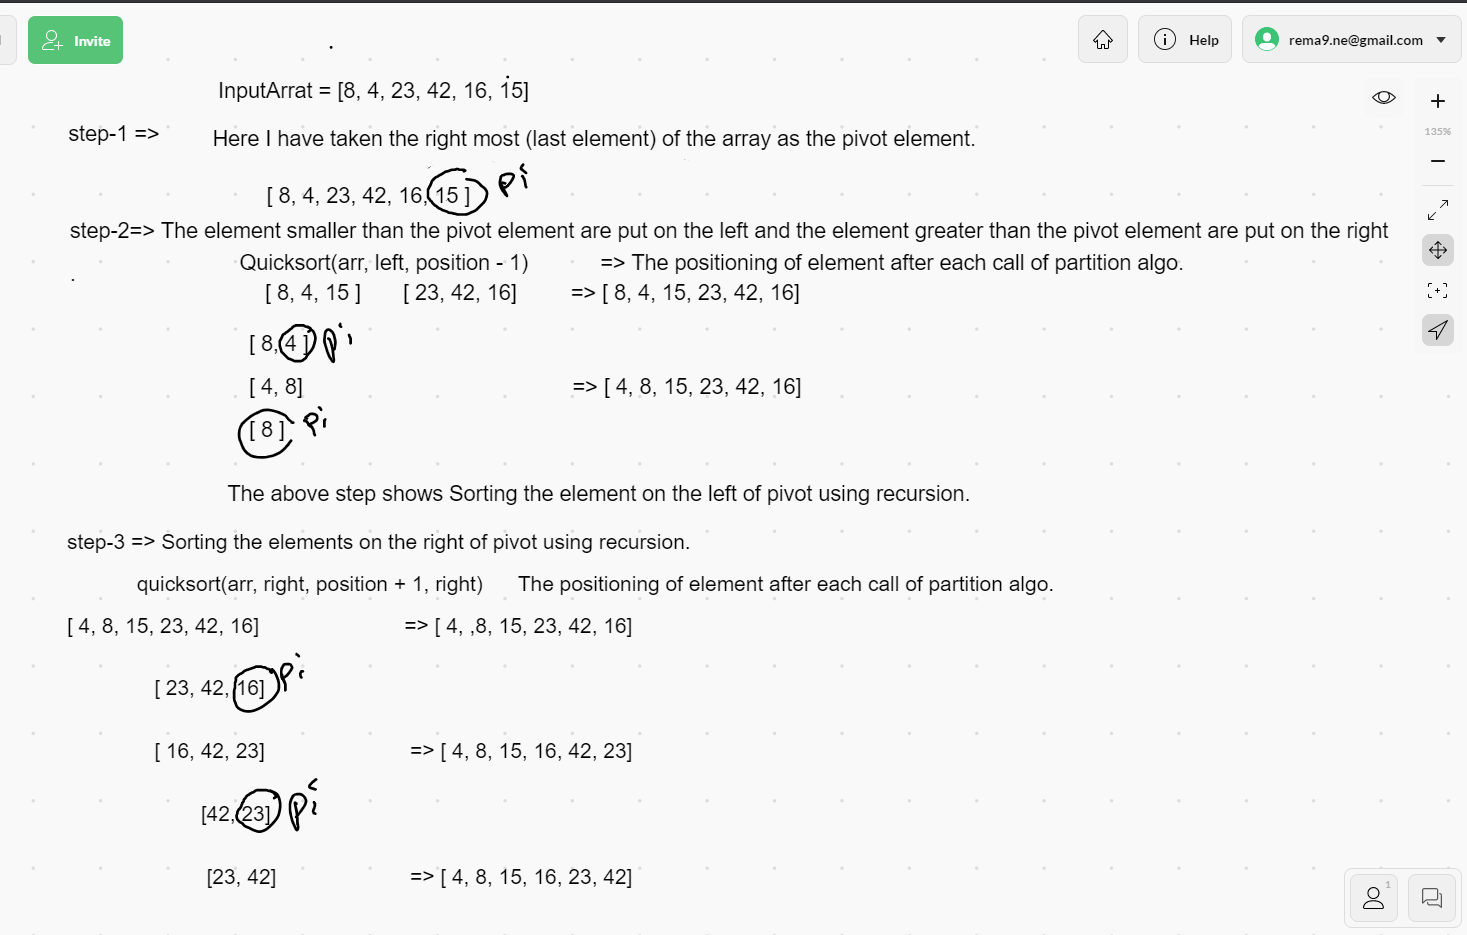 Invite
Help
rema9.ne@gmail.com
InputArrat = [8, 4, 23, 42, 16, 15]
135%
step-1 => Here I have taken the right most (last element) of the array as the pivot element.
[ 8, 4, 23, 42, 16, 15 ] pi
step-2=> The element smaller than the pivot element are put on the left and the element greater than the pivot element are put on the right
Quicksort(arr, left, position - 1) => The positioning of element after each call of partition algo.
[ 8, 4, 15 ] [ 23, 42, 16] => [ 8, 4, 15, 23, 42, 16]
[ 8, 4 ] pi
[ 4, 8] => [ 4, 8, 15, 23, 42, 16]
[ 8 ] pi
The above step shows Sorting the element on the left of pivot using recursion.
step-3 => Sorting the elements on the right of pivot using recursion.
quicksort(arr, right, position + 1, right) The positioning of element after each call of partition algo.
[ 4, 8, 15, 23, 42, 16] => [ 4, ,8, 15, 23, 42, 16]
[ 23, 42, 16] pi
[ 16, 42, 23] => [ 4, 8, 15, 16, 42, 23]
[42, 23] pi
[23, 42] => [ 4, 8, 15, 16, 23, 42]
1